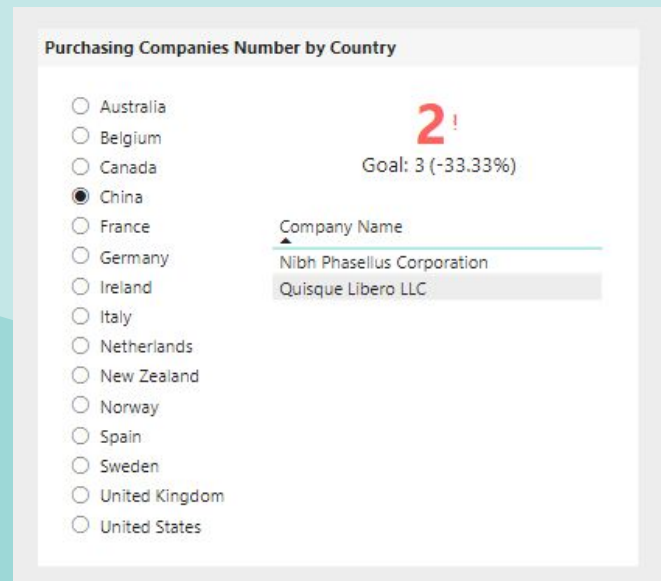 Purchasing Companies Number by Country
Australia
Belgium
Canada
China
France
Germany
Ireland
Italy
Netherlands
New Zealand
Norway
Spain
Sweden
United Kingdom
United States
2!
Goal: 3 (-33.33%)
Company Name
Nibh Phasellus Corporation
Quisque Libero LLC